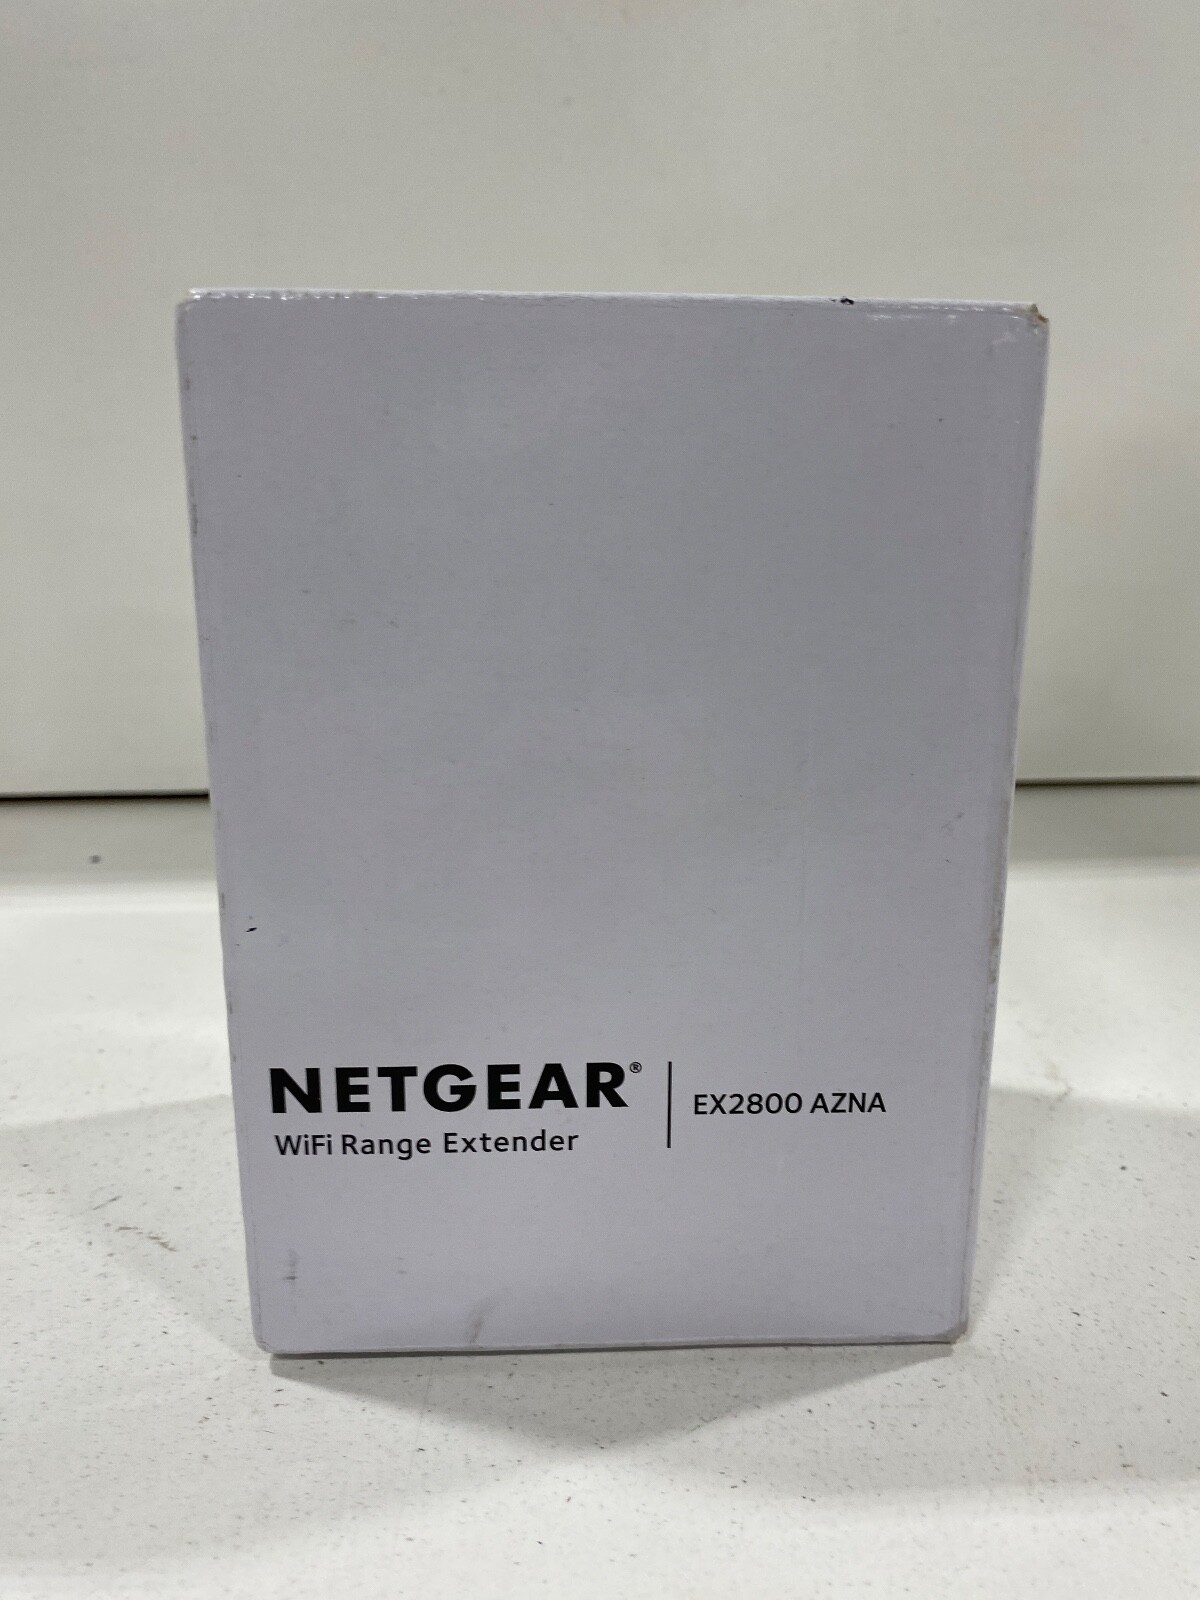 NETGEAR®
WiFi Range Extender
EX2800 AZNA